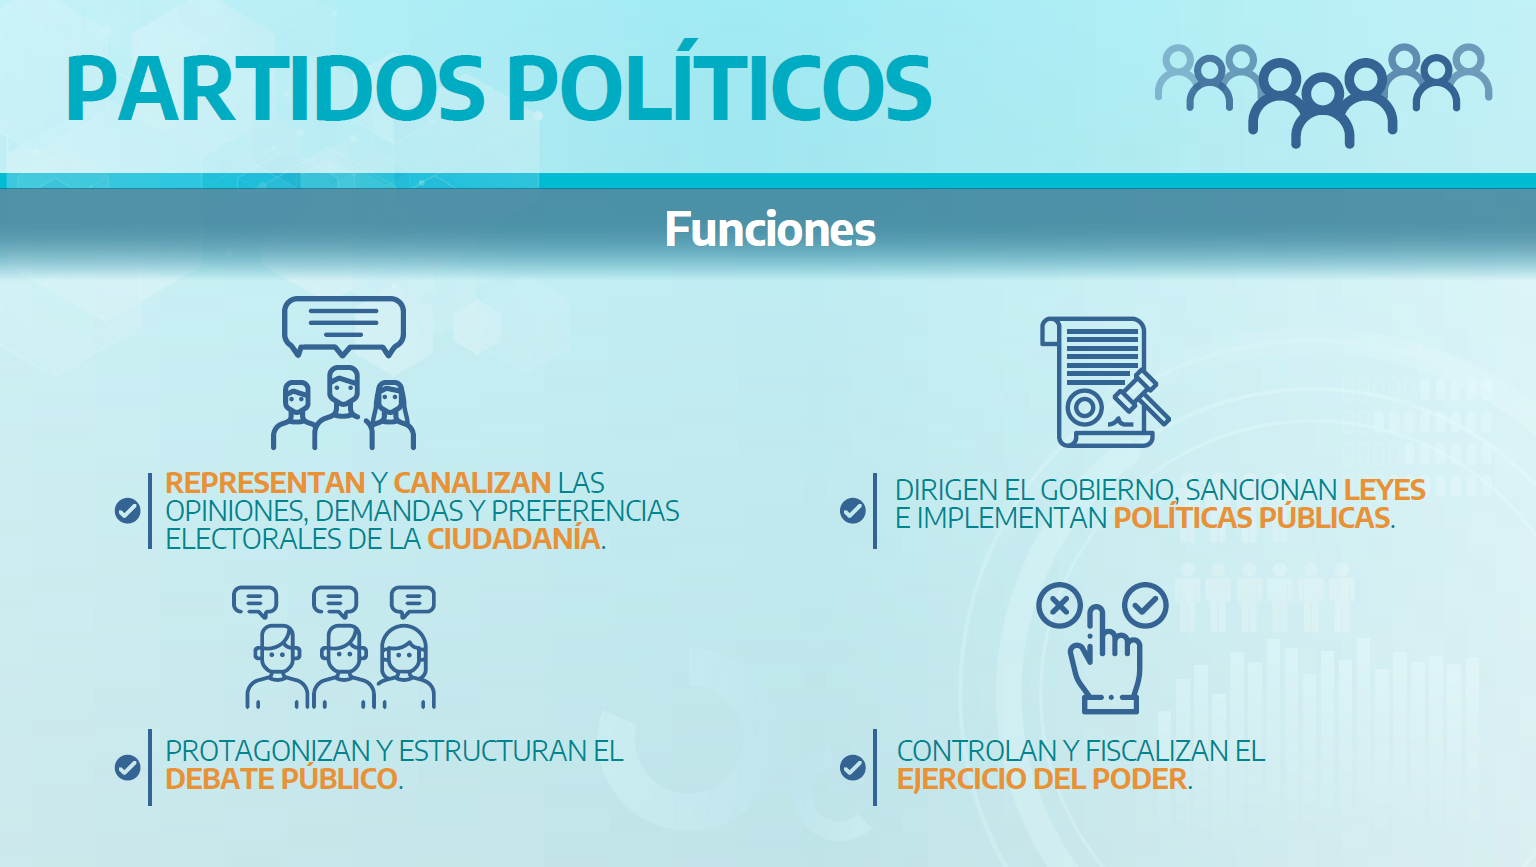 PARTIDOS POLÍTICOS
Funciones
REPRESENTAN Y CANALIZAN LAS
OPINIONES, DEMANDAS Y PREFERENCIAS
ELECTORALES DE LA CIUDADANÍA.
DIRIGEN EL GOBIERNO, SANCIONAN LEYES
E IMPLEMENTAN POLÍTICAS PÚBLICAS.
PROTAGONIZAN Y ESTRUCTURAN EL
DEBATE PÚBLICO.
CONTROLAN Y FISCALIZAN EL
EJERCICIO DEL PODER.